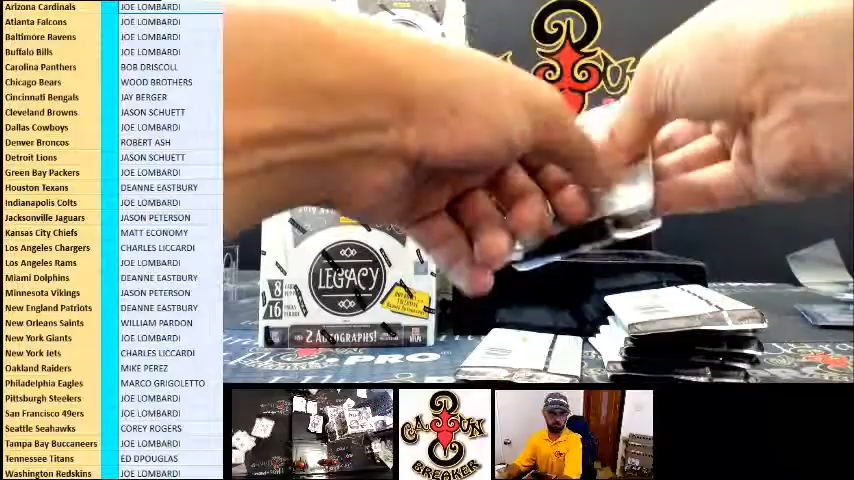 Arizona Cardinals JOE LOMBARDI
Atlanta Falcons JOE LOMBARDI
Baltimore Ravens JOE LOMBARDI
Buffalo Bills JOE LOMBARDI
Carolina Panthers BOB DRISCOLL
Chicago Bears WOOD BROTHERS
Cincinnati Bengals JAY BERGER
Cleveland Browns JASON SCHUETT
Dallas Cowboys JOE LOMBARDI
Denver Broncos ROBERT ASH
Detroit Lions JASON SCHUETT
Green Bay Packers JOE LOMBARDI
Houston Texans DEANNE EASTBURY
Indianapolis Colts JOE LOMBARDI
Jacksonville Jaguars JASON PETERSON
Kansas City Chiefs MATT ECONOMY
Los Angeles Chargers CHARLES LICCARDI
Los Angeles Rams JOE LOMBARDI
Miami Dolphins DEANNE EASTBURY
Minnesota Vikings JASON PETERSON
New England Patriots DEANNE EASTBURY
New Orleans Saints WILLIAM PARDON
New York Giants JOE LOMBARDI
New York Jets CHARLES LICCARDI
Oakland Raiders MIKE PEREZ
Philadelphia Eagles MARCO GRIGOLETTO
Pittsburgh Steelers JOE LOMBARDI
San Francisco 49ers JOE LOMBARDI
Seattle Seahawks COREY ROGERS
Tampa Bay Buccaneers JOE LOMBARDI
Tennessee Titans ED DPOUGLAS
Washington Redskins JOE LOMBARDI
LEGACY
8
16
2 AUTOGRAPHS!
PRO
CAJUN
BREAKER